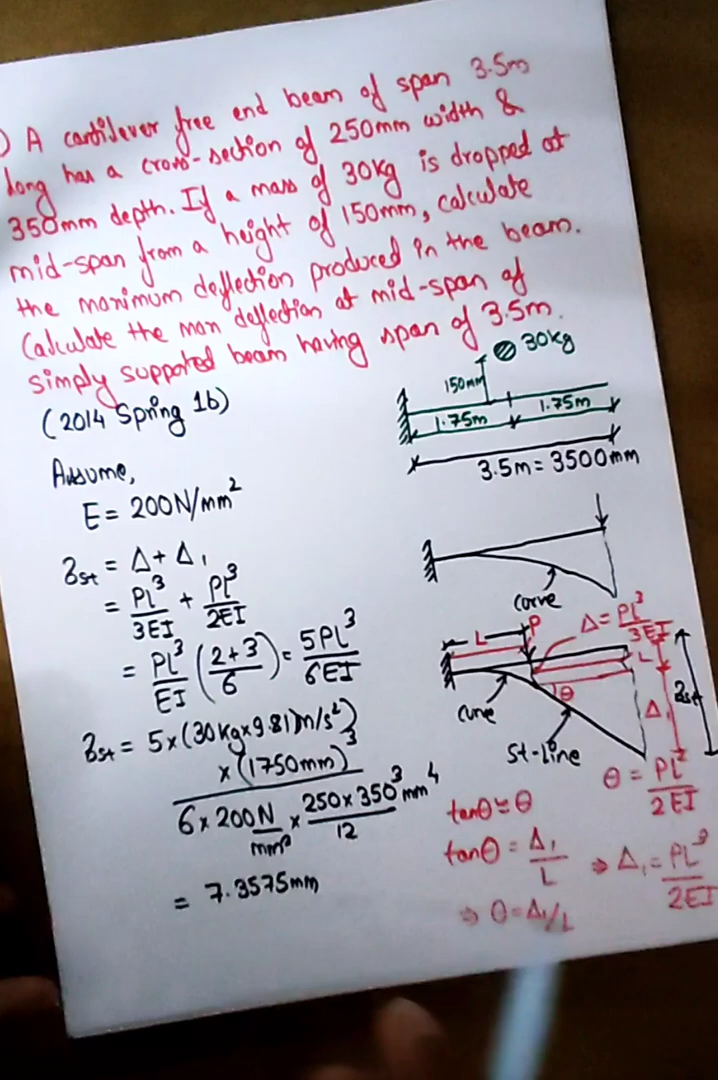 ) A cantilever free end beam of span 3.5m
long has a cross-section of 250mm width &
350mm depth. If a mass of 30kg is dropped at
mid-span from a height of 150mm, calculate
the maximum deflection produced in the beam.
Calculate the max deflection at mid-span of
simply supported beam having span of 3.5m.
(2014 Spring 1b)
30kg
150mm
1.75m
1.75m
3.5m = 3500mm
Assume,
E = 200N/mm²
δst = Δ + Δ₁
= PL³/3EI + PL³/2EI
= PL³/EI (2+3/6) = 5PL³/6EI
δst = 5×(30kg×9.81)m/s²)
×(1750mm)³
6×200N/mm² × 250×350³/12 mm⁴
= 7.3575mm
Curve
L
P
Δ = PL³/3EI
L
θ
Δ₁
δst
Curve
St-line
θ = PL²/2EI
tanθ ≈ θ
tanθ = Δ₁/L ⇒ Δ₁ = PL³/2EI
⇒ θ = Δ₁/L